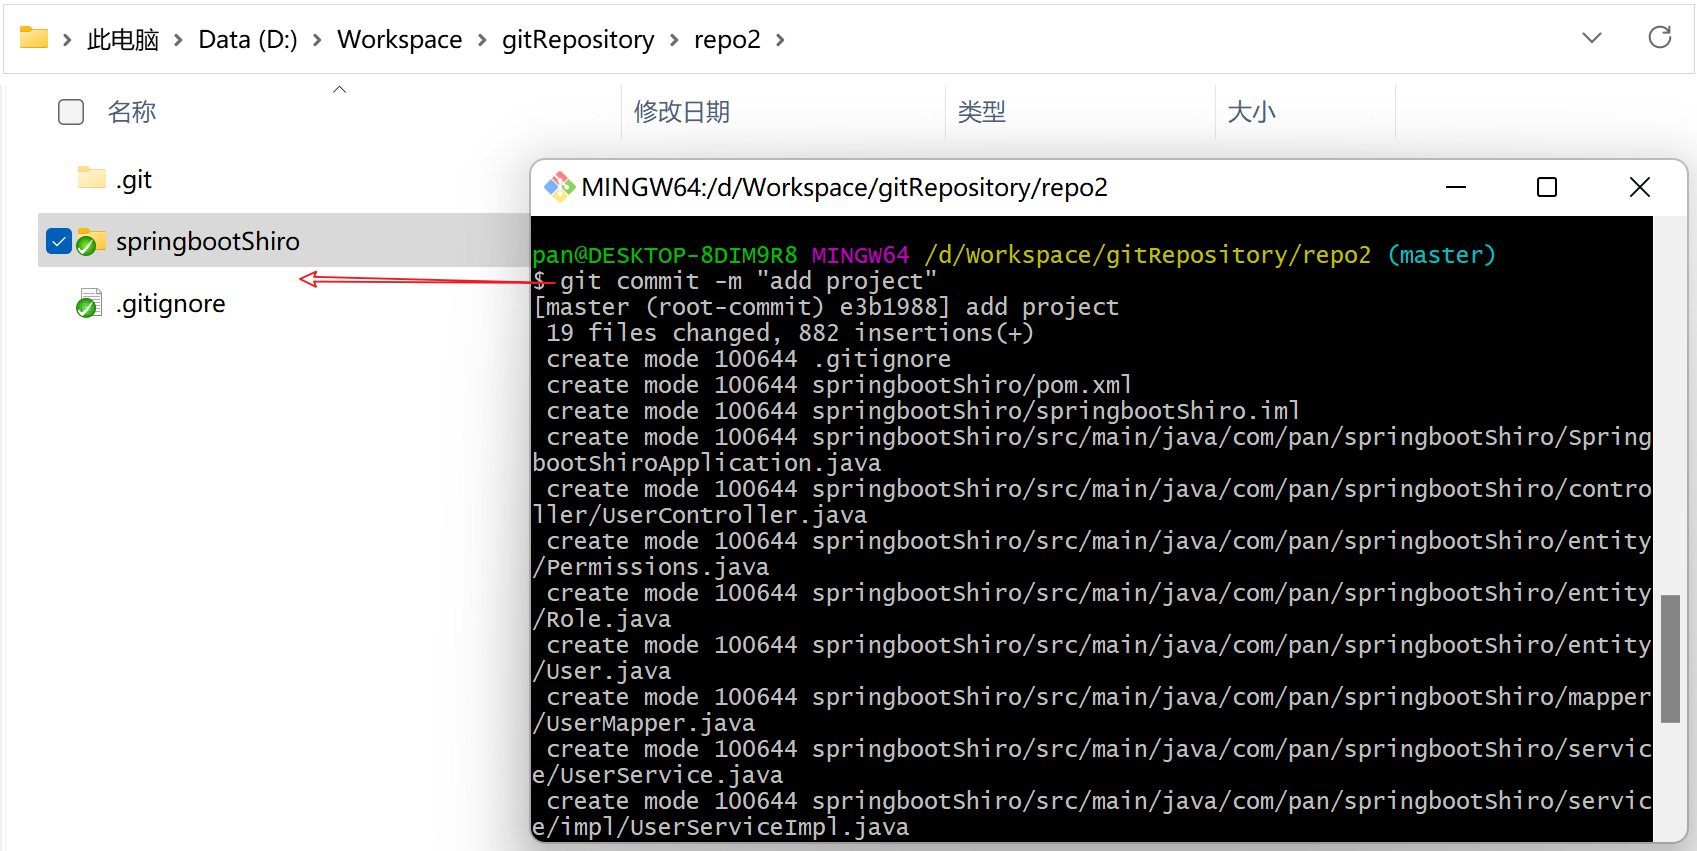 此电脑 Data (D:) Workspace gitRepository repo2
名称 修改日期 类型 大小
.git
springbootShiro
.gitignore
MINGW64:/d/Workspace/gitRepository/repo2
pan@DESKTOP-8DIM9R8 MINGW64 /d/Workspace/gitRepository/repo2 (master)
$ git commit -m "add project"
[master (root-commit) e3b1988] add project
 19 files changed, 882 insertions(+)
 create mode 100644 .gitignore
 create mode 100644 springbootShiro/pom.xml
 create mode 100644 springbootShiro/springbootShiro.iml
 create mode 100644 springbootShiro/src/main/java/com/pan/springbootShiro/Spring
bootShiroApplication.java
 create mode 100644 springbootShiro/src/main/java/com/pan/springbootShiro/contro
ller/UserController.java
 create mode 100644 springbootShiro/src/main/java/com/pan/springbootShiro/entity
/Permissions.java
 create mode 100644 springbootShiro/src/main/java/com/pan/springbootShiro/entity
/Role.java
 create mode 100644 springbootShiro/src/main/java/com/pan/springbootShiro/entity
/User.java
 create mode 100644 springbootShiro/src/main/java/com/pan/springbootShiro/mapper
/UserMapper.java
 create mode 100644 springbootShiro/src/main/java/com/pan/springbootShiro/servic
e/UserService.java
 create mode 100644 springbootShiro/src/main/java/com/pan/springbootShiro/servic
e/impl/UserServiceImpl.java